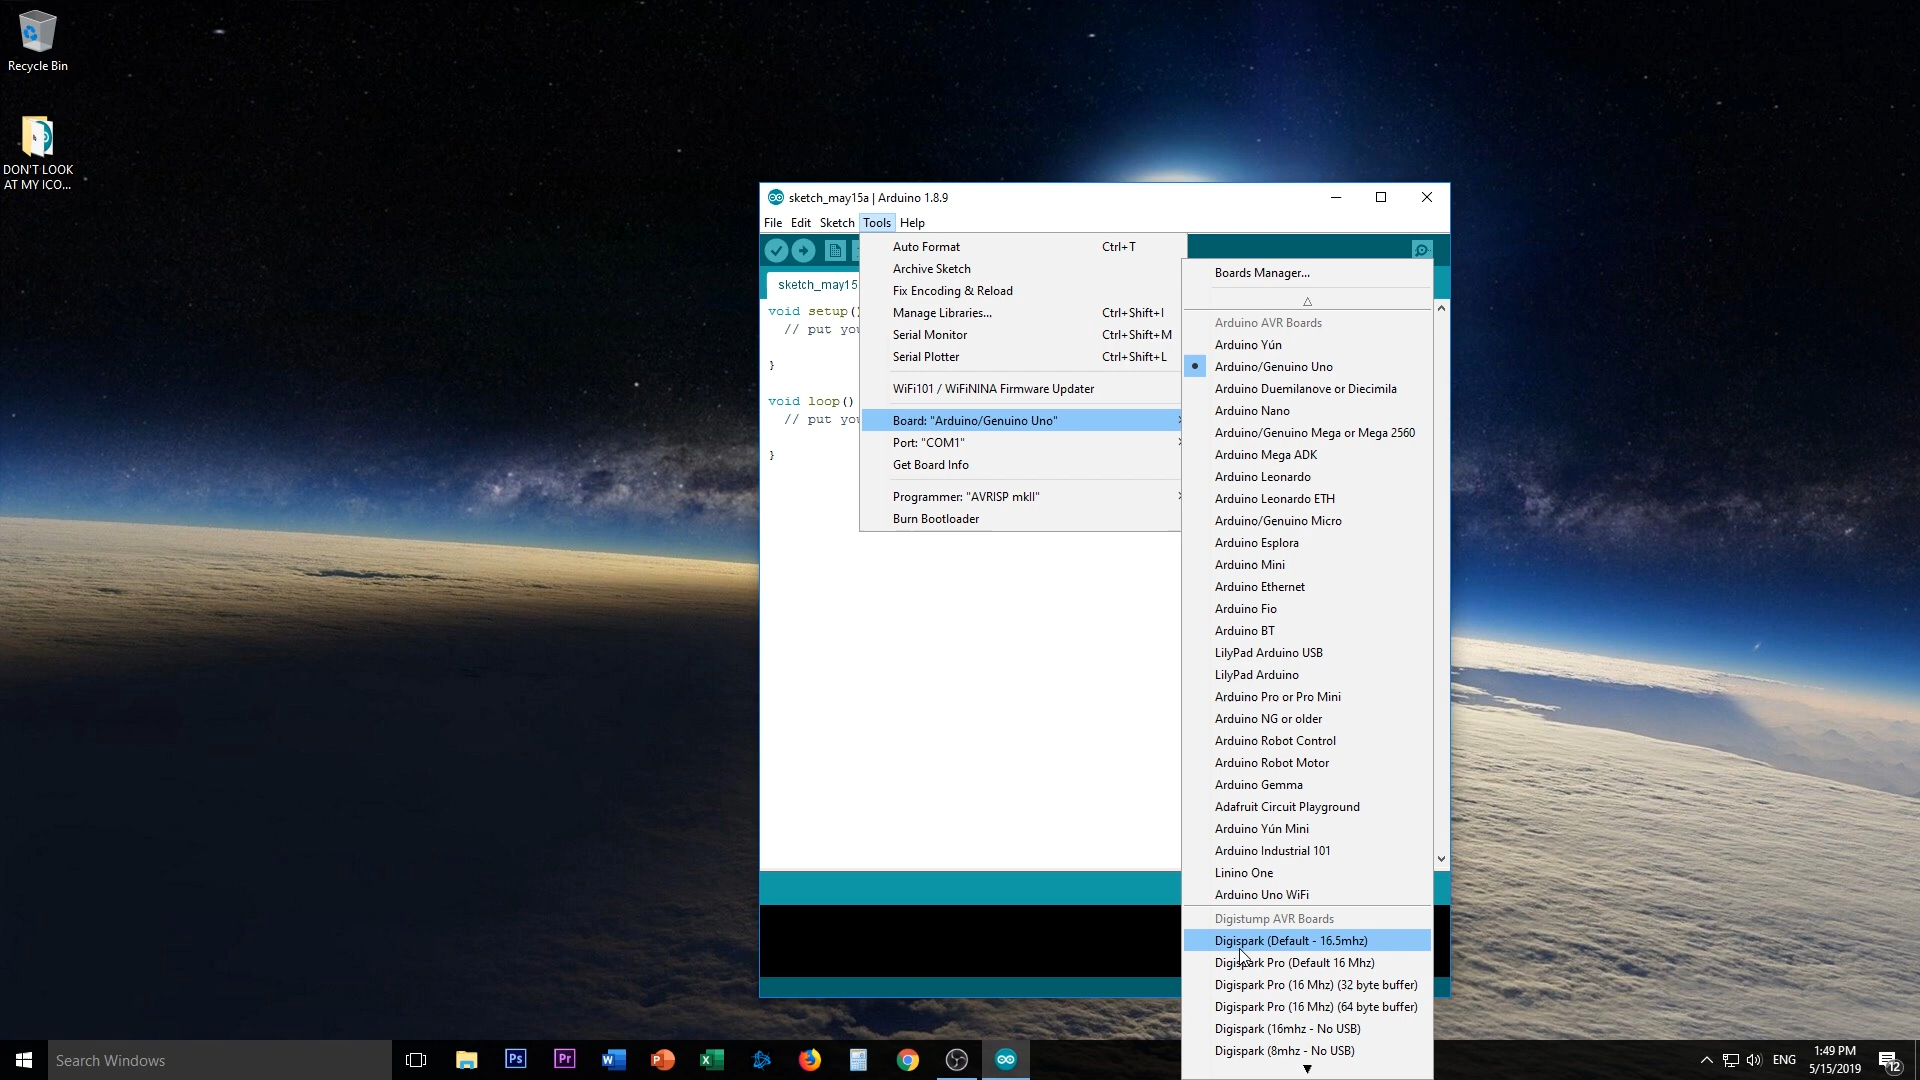 Recycle Bin
DON'T LOOK
AT MY ICO...
sketch_may15a | Arduino 1.8.9
File Edit Sketch Tools Help
sketch_may15
void setup()
// put you
}
void loop()
// put you
}
Auto Format Ctrl+T
Archive Sketch
Fix Encoding & Reload
Manage Libraries... Ctrl+Shift+I
Serial Monitor Ctrl+Shift+M
Serial Plotter Ctrl+Shift+L
WiFi101 / WiFiNINA Firmware Updater
Board: "Arduino/Genuino Uno"
Port: "COM1"
Get Board Info
Programmer: "AVRISP mkII"
Burn Bootloader
Boards Manager...
Arduino AVR Boards
Arduino Yún
Arduino/Genuino Uno
Arduino Duemilanove or Diecimila
Arduino Nano
Arduino/Genuino Mega or Mega 2560
Arduino Mega ADK
Arduino Leonardo
Arduino Leonardo ETH
Arduino/Genuino Micro
Arduino Esplora
Arduino Mini
Arduino Ethernet
Arduino Fio
Arduino BT
LilyPad Arduino USB
LilyPad Arduino
Arduino Pro or Pro Mini
Arduino NG or older
Arduino Robot Control
Arduino Robot Motor
Arduino Gemma
Adafruit Circuit Playground
Arduino Yún Mini
Arduino Industrial 101
Linino One
Arduino Uno WiFi
Digistump AVR Boards
Digispark (Default - 16.5mhz)
Digispark Pro (Default 16 Mhz)
Digispark Pro (16 Mhz) (32 byte buffer)
Digispark Pro (16 Mhz) (64 byte buffer)
Digispark (16mhz - No USB)
Digispark (8mhz - No USB)
Search Windows
Ps
Pr
ENG
1:49 PM
5/15/2019
12